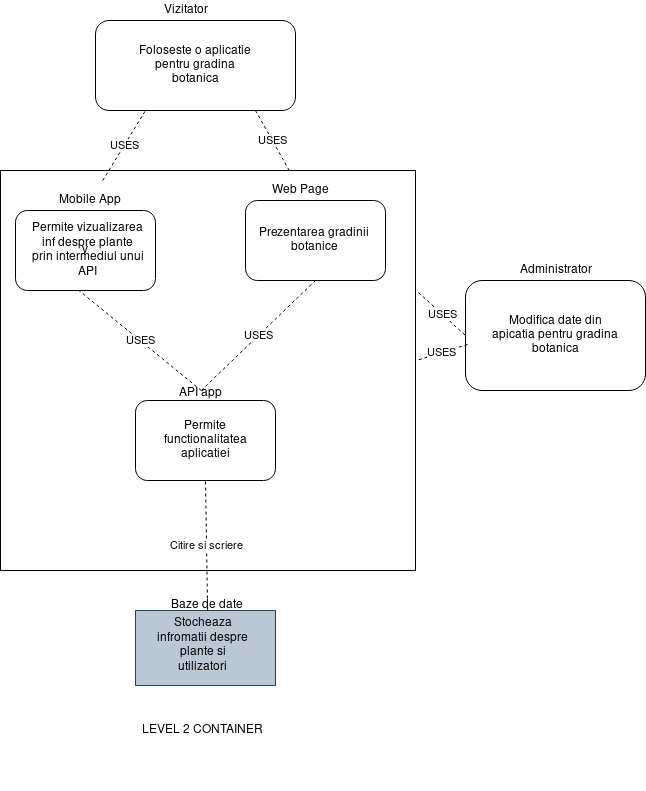 Vizitator
Foloseste o aplicatie
pentru gradina
botanica
USES
USES
Mobile App
Permite vizualizarea
inf despre plante
prin intermediul unui
API
Web Page
Prezentarea gradinii
botanice
USES
USES
Administrator
Modifica date din
apicatia pentru gradina
botanica
USES
USES
API app
Permite
functionalitatea
aplicatiei
Citire si scriere
Baze de date
Stocheaza
infromatii despre
plante si
utilizatori
LEVEL 2 CONTAINER